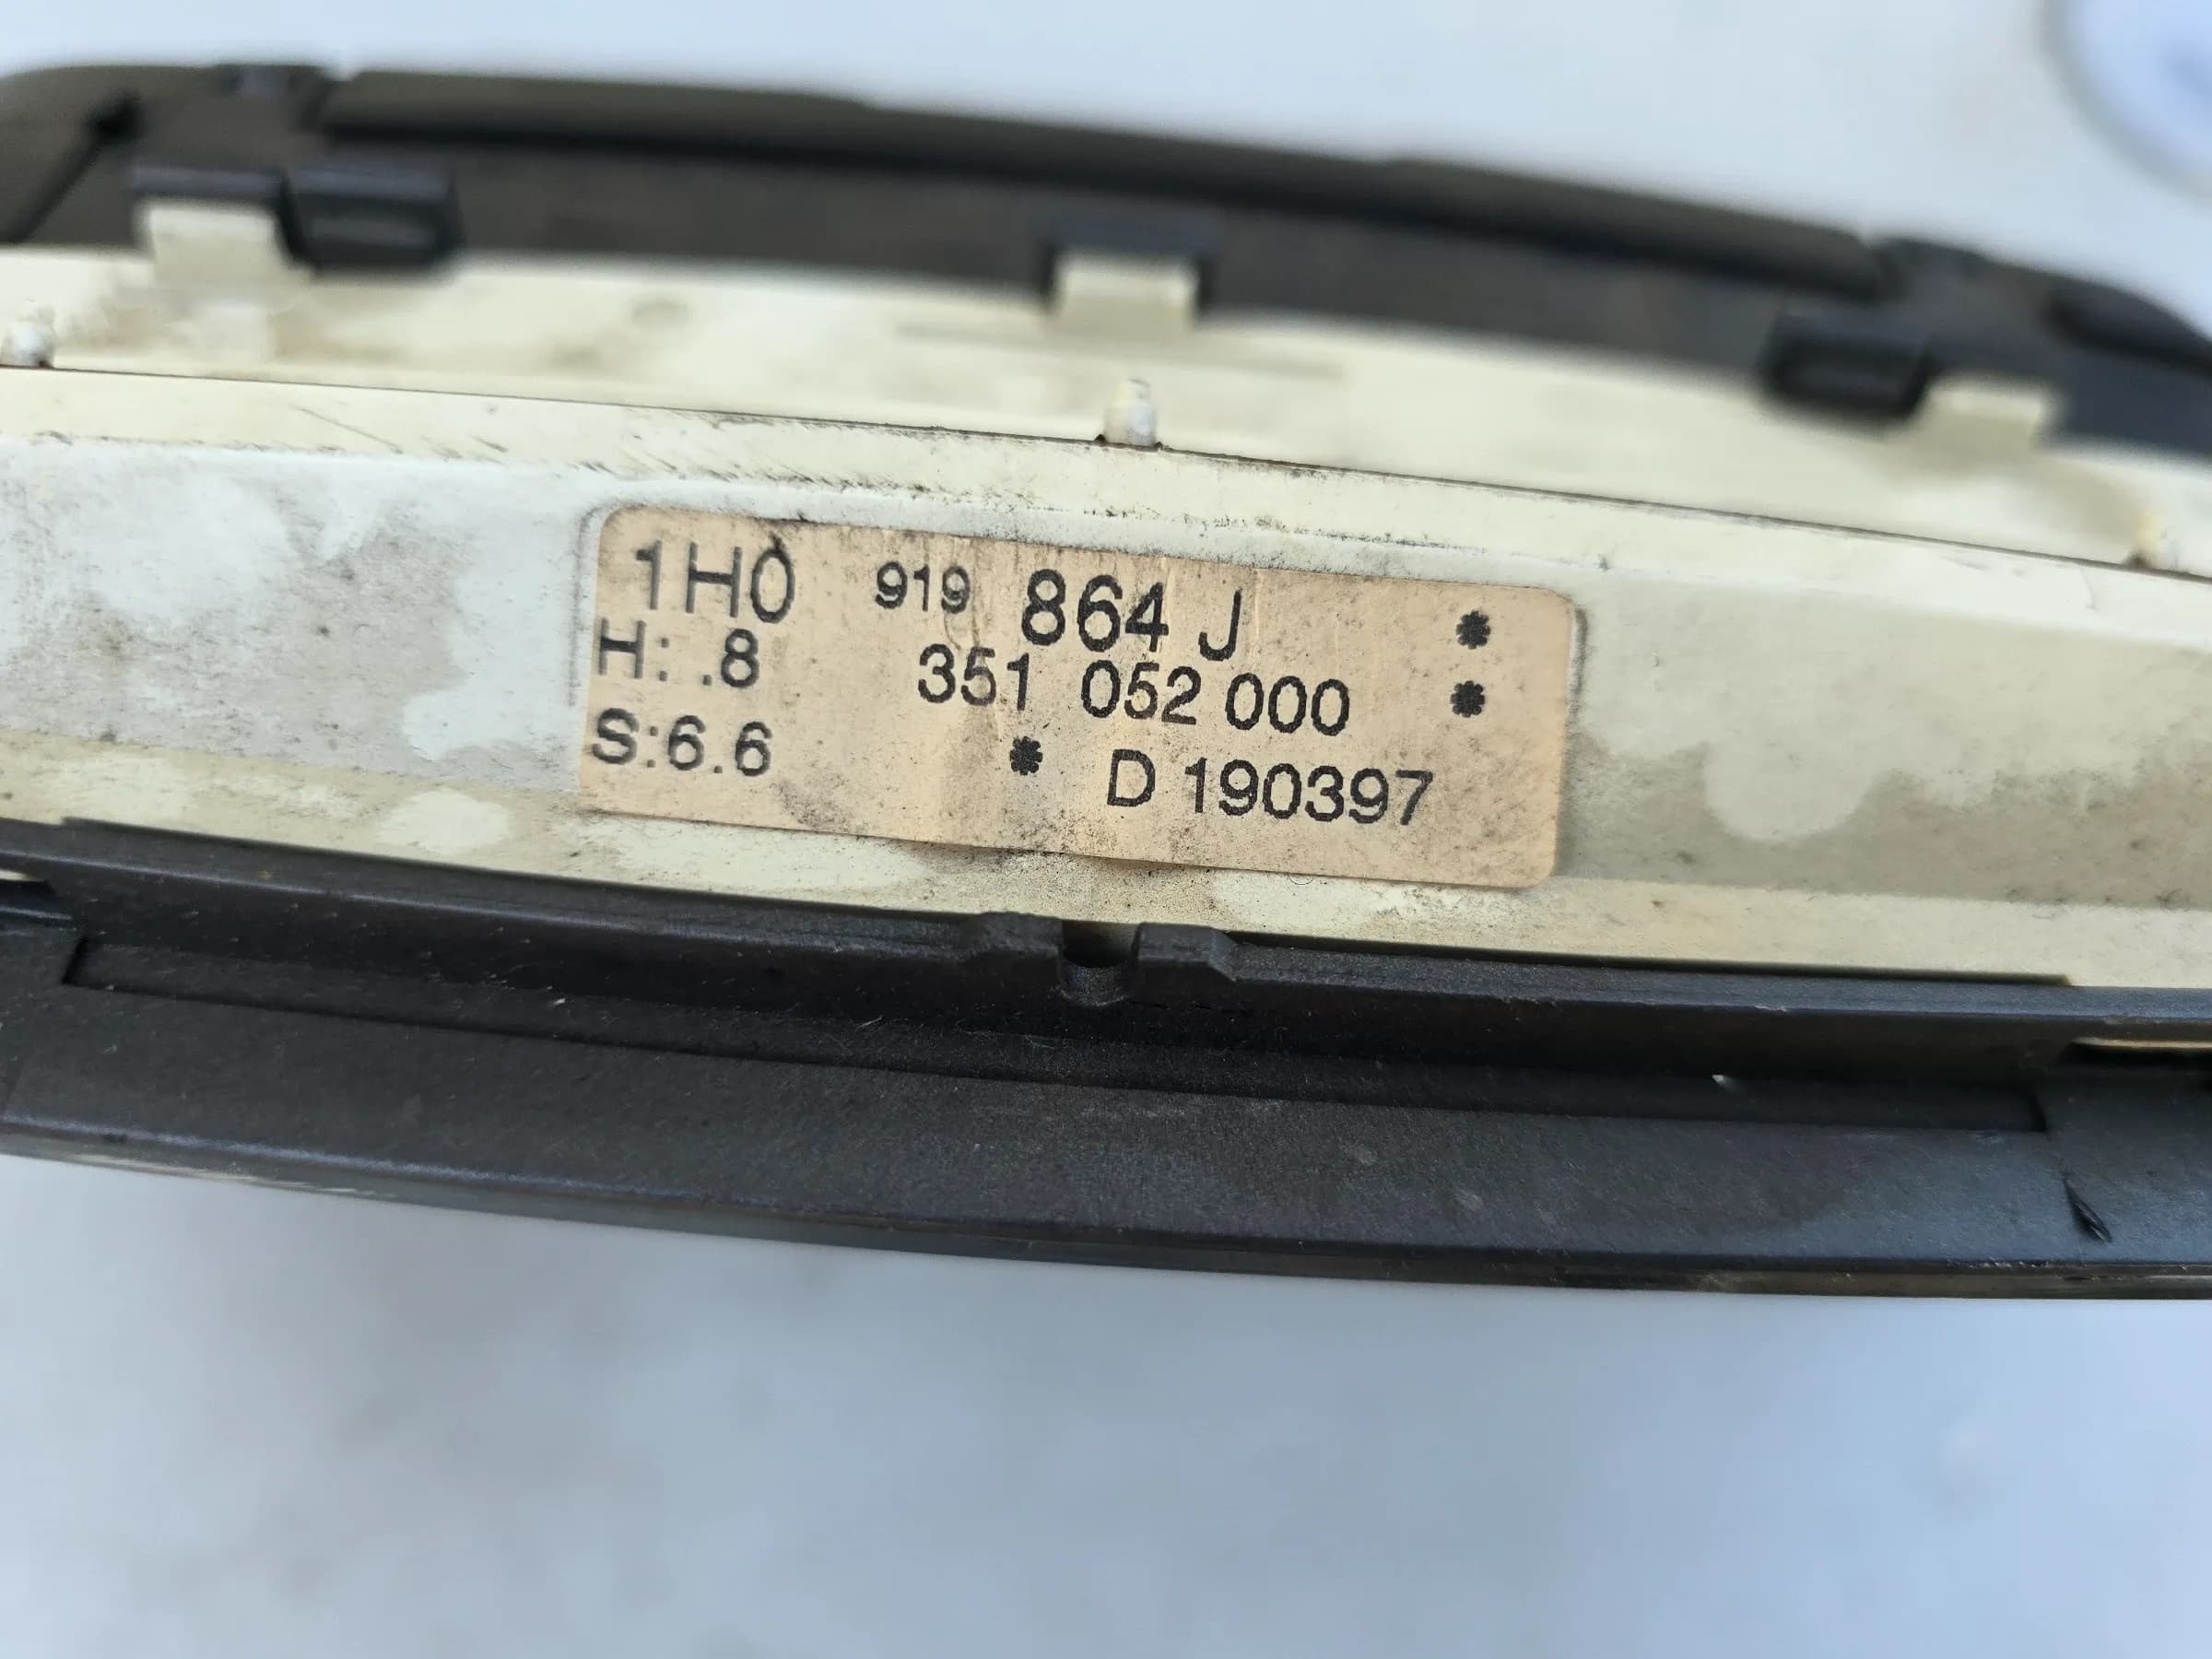 1H0 919 864 J *
H: .8 351 052 000 *
S:6.6 * D 190397